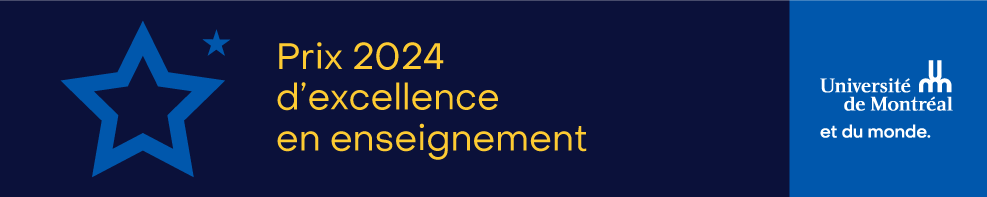 Prix 2024
d’excellence
en enseignement
Université
de Montréal
et du monde.